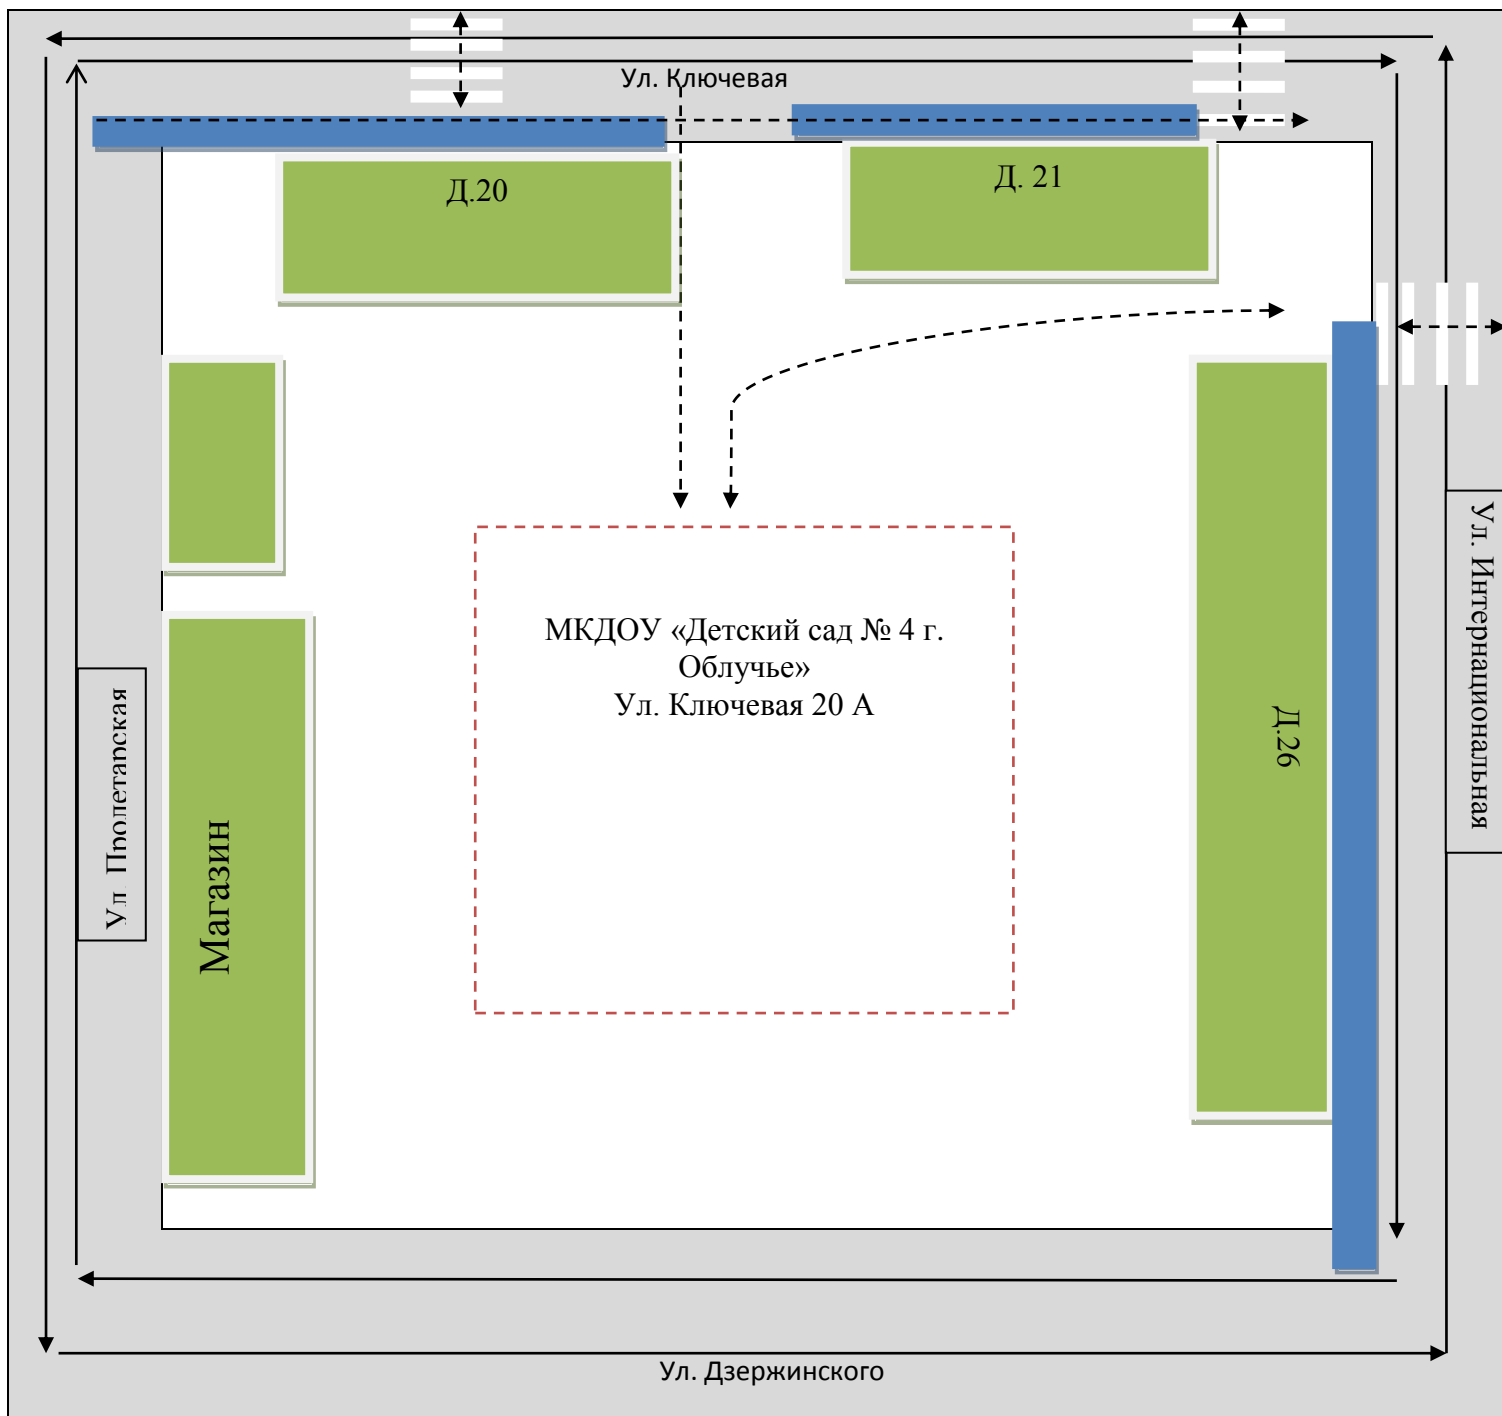 Ул. Ключевая
Д.20
Д. 21
МКДОУ «Детский сад № 4 г.
Облучье»
Ул. Ключевая 20 А
Ул. Пролетарская
Магазин
Д.26
Ул. Интернациональная
Ул. Дзержинского